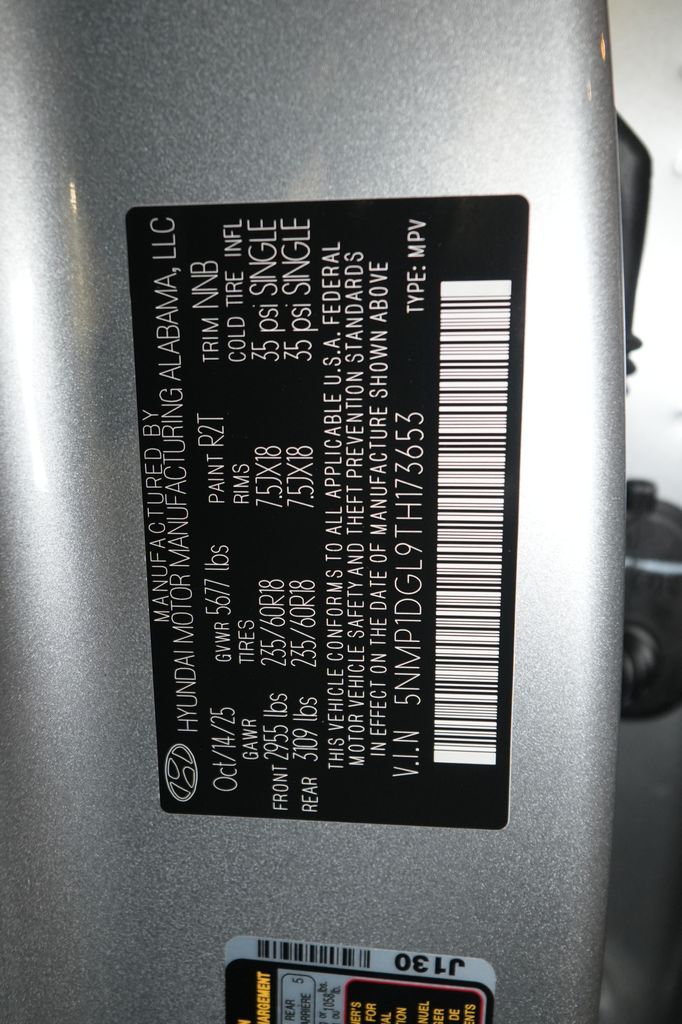 MANUFACTURED BY
HYUNDAI MOTOR MANUFACTURING ALABAMA, LLC
Oct/14/25 GVWR 5677 lbs PAINT R2T TRIM NNB
GAWR TIRES RIMS COLD TIRE INFL
FRONT 2955 lbs 235/60R18 7.5JX18 35 psi SINGLE
REAR 3109 lbs 235/60R18 7.5JX18 35 psi SINGLE
THIS VEHICLE CONFORMS TO ALL APPLICABLE U.S.A. FEDERAL
MOTOR VEHICLE SAFETY AND THEFT PREVENTION STANDARDS
IN EFFECT ON THE DATE OF MANUFACTURE SHOWN ABOVE
V.I.N 5NMP1DGL9TH173653 TYPE: MPV
J130
REAR 5